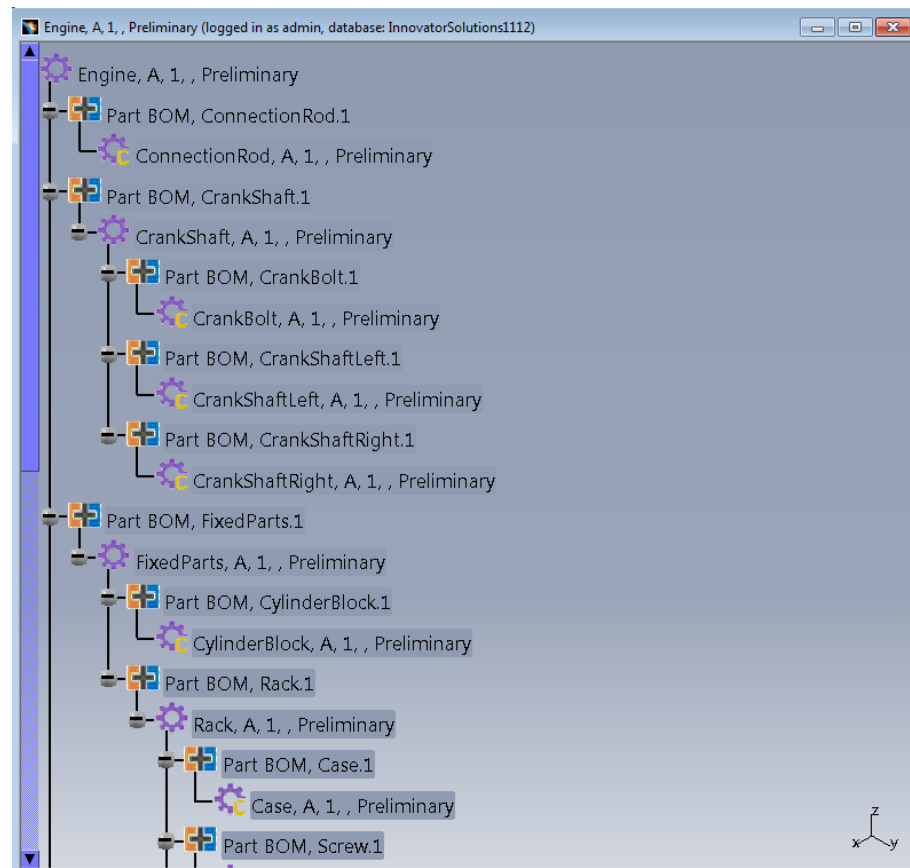 Engine, A, 1, , Preliminary (logged in as admin, database: InnovatorSolutions1112)
Engine, A, 1, , Preliminary
Part BOM, ConnectionRod.1
ConnectionRod, A, 1, , Preliminary
Part BOM, CrankShaft.1
CrankShaft, A, 1, , Preliminary
Part BOM, CrankBolt.1
CrankBolt, A, 1, , Preliminary
Part BOM, CrankShaftLeft.1
CrankShaftLeft, A, 1, , Preliminary
Part BOM, CrankShaftRight.1
CrankShaftRight, A, 1, , Preliminary
Part BOM, FixedParts.1
FixedParts, A, 1, , Preliminary
Part BOM, CylinderBlock.1
CylinderBlock, A, 1, , Preliminary
Part BOM, Rack.1
Rack, A, 1, , Preliminary
Part BOM, Case.1
Case, A, 1, , Preliminary
Part BOM, Screw.1
z
x y